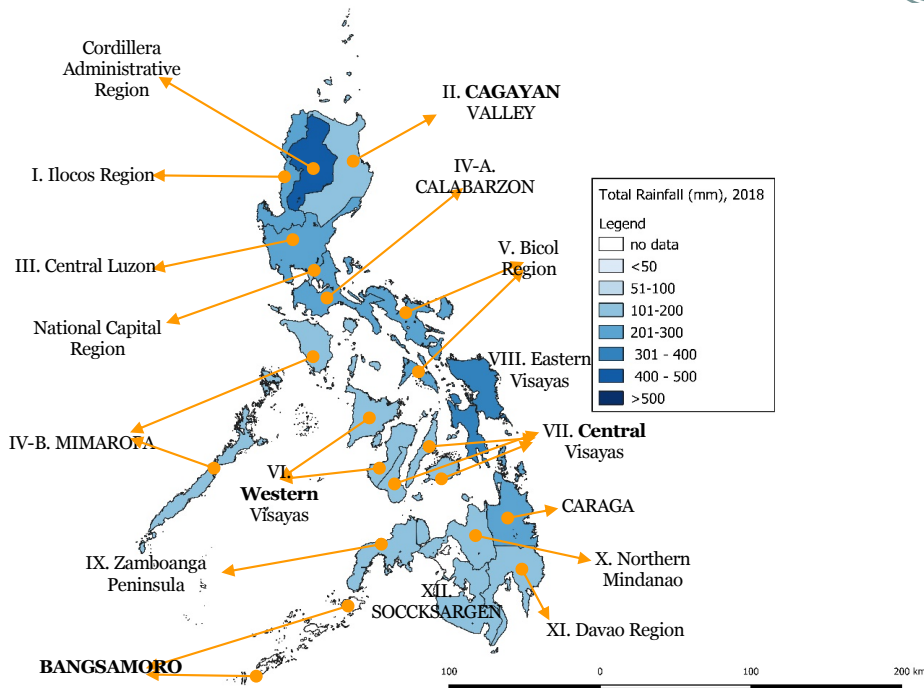 Cordillera
Administrative
Region
II. CAGAYAN
VALLEY
IV-A.
CALABARZON
I. Ilocos Region
Total Rainfall (mm), 2018
Legend
no data
<50
51-100
101-200
201-300
301 - 400
400 - 500
>500
V. Bicol
Region
III. Central Luzon
National Capital
Region
VIII. Eastern
Visayas
IV-B. MIMAROPA
VII. Central
Visayas
VI.
Western
Visayas
CARAGA
IX. Zamboanga
Peninsula
X. Northern
Mindanao
XII.
SOCCKSARGEN
XI. Davao Region
BANGSAMORO
100 0 100 200 km